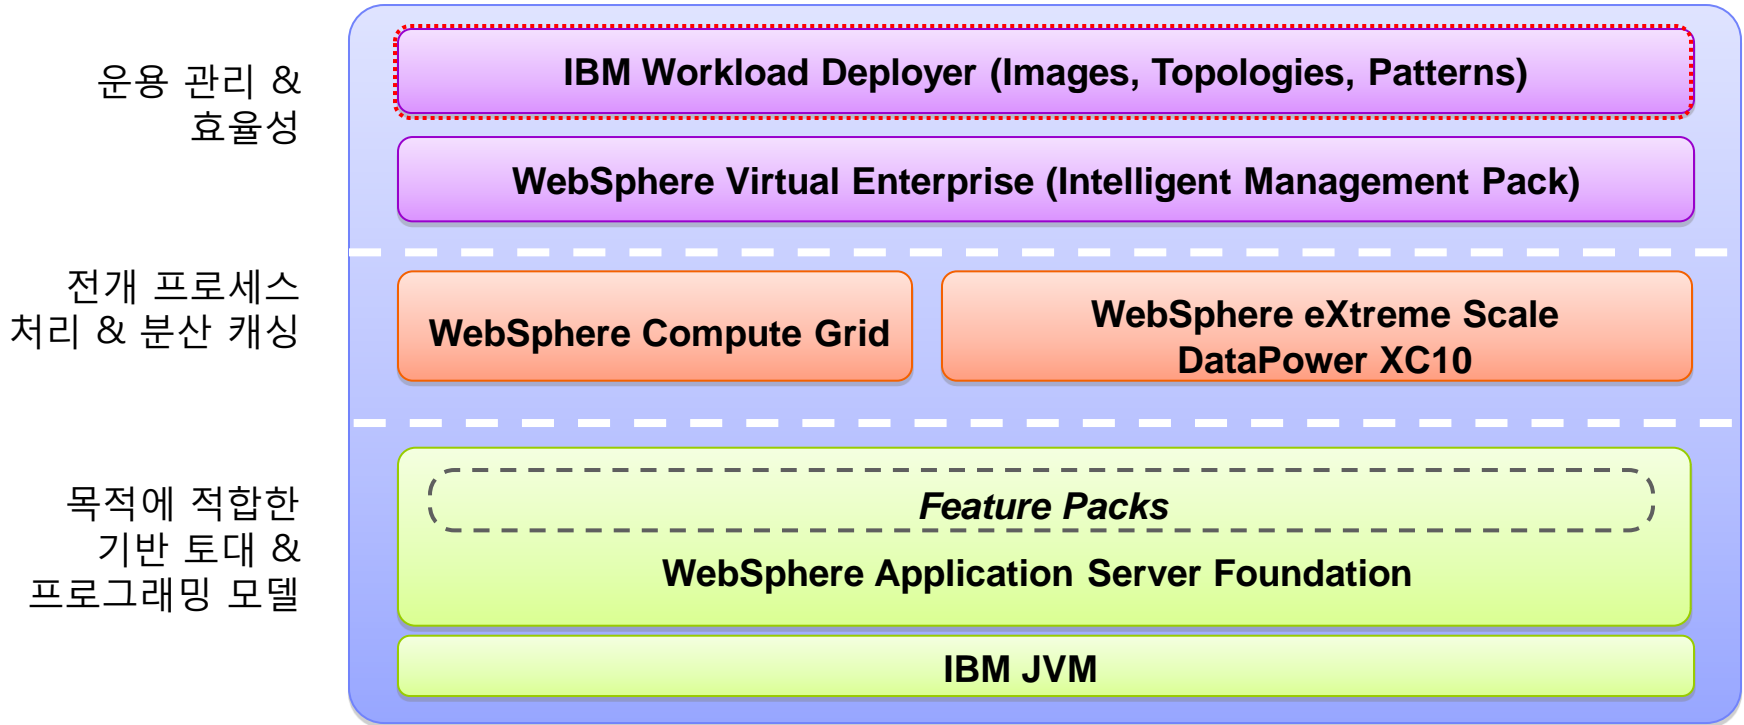 운용 관리 &
효율성
IBM Workload Deployer (Images, Topologies, Patterns)
WebSphere Virtual Enterprise (Intelligent Management Pack)
전개 프로세스
처리 & 분산 캐싱
WebSphere Compute Grid
WebSphere eXtreme Scale
DataPower XC10
목적에 적합한
기반 토대 &
프로그래밍 모델
Feature Packs
WebSphere Application Server Foundation
IBM JVM